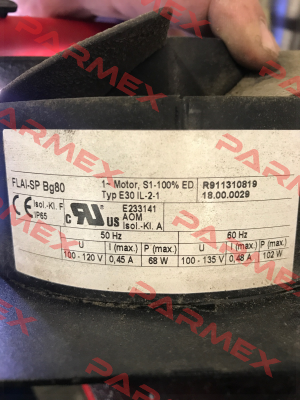 FLAI-SP Bg80
1~ Motor, S1-100% ED
R911310819
Isol.-Kl. F
IP65
Typ E30 IL-2-1
18.00.0029
CE
C UR US
E233141
AOM
Isol.-Kl. A
50 Hz
60 Hz
U
I (max.)
P (max.)
U
I (max.)
P (max.)
100 - 120 V
0,45 A
68 W
100 - 135 V
0,48 A
102 W
PARMEX
PARMEX
PARMEX
PARMEX
PARMEX